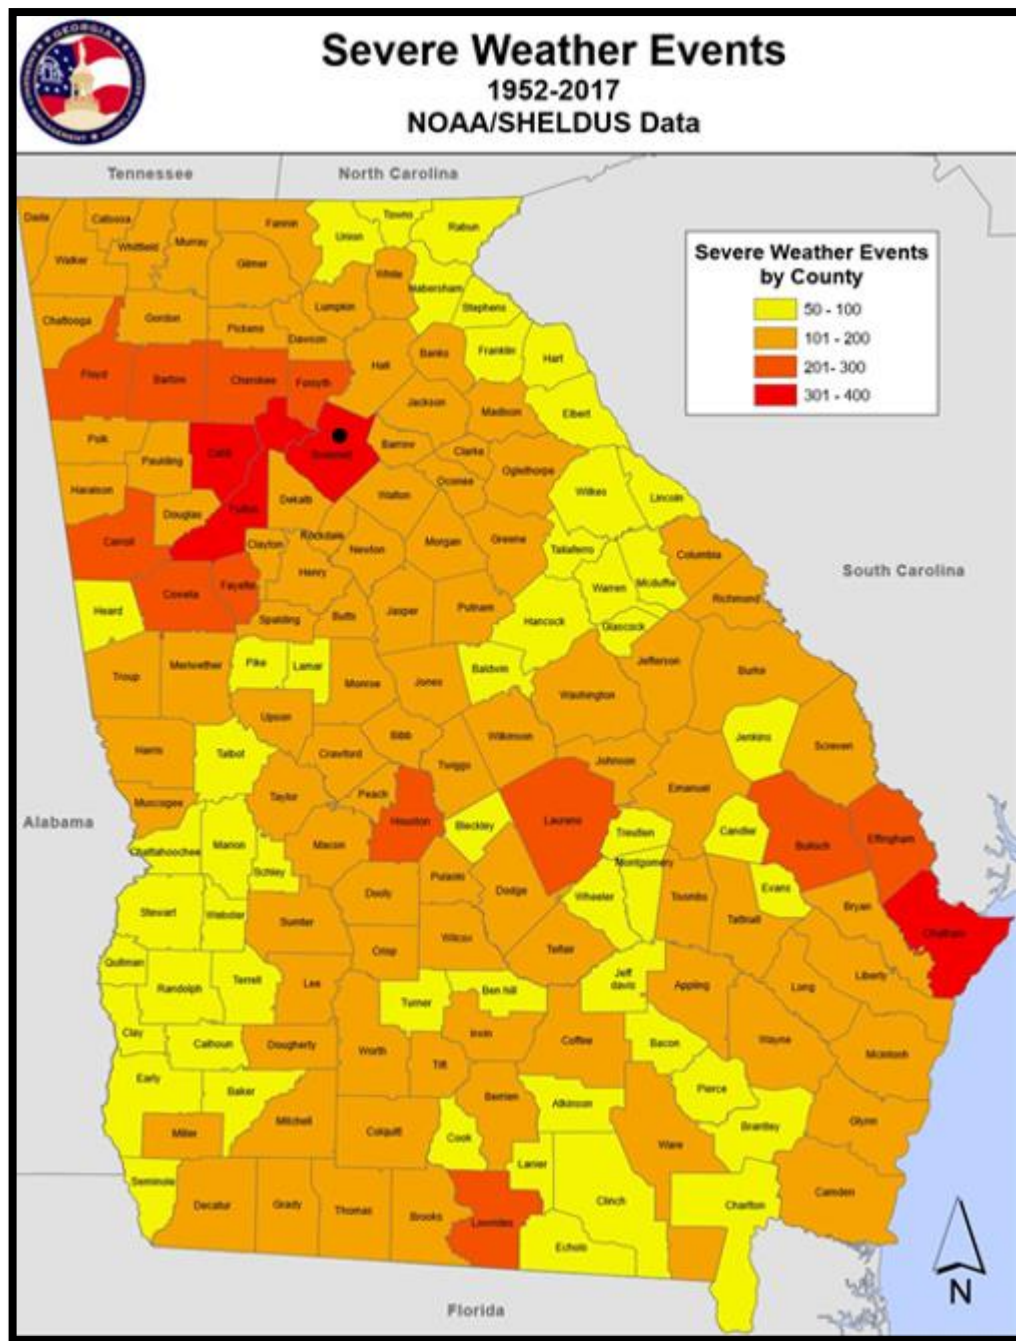 GEORGIA
Severe Weather Events
1952-2017
NOAA/SHELDUS Data
Tennessee
North Carolina
Severe Weather Events
by County
50 - 100
101 - 200
201- 300
301 - 400
Dade
Catoosa
Fannin
Towns
Rabun
Union
Whitfield
Murray
Walker
Gilmer
White
Habersham
Chattooga
Gordon
Lumpkin
Stephens
Pickens
Dawson
Franklin
Hart
Hall
Banks
Floyd
Bartow
Cherokee
Forsyth
Jackson
Madison
Elbert
Polk
Paulding
Cobb
Barrow
Clarke
Oglethorpe
Haralson
Oconee
Wilkes
Lincoln
Douglas
Fulton
Dekalb
Walton
Carroll
Clayton
Rockdale
Newton
Morgan
Greene
Taliaferro
Columbia
South Carolina
Coweta
Fayette
Henry
Warren
Mcduffie
Richmond
Heard
Spalding
Butts
Jasper
Putnam
Hancock
Glascock
Troup
Meriwether
Pike
Lamar
Monroe
Jones
Baldwin
Jefferson
Burke
Washington
Upson
Bibb
Wilkinson
Jenkins
Screven
Harris
Talbot
Crawford
Twiggs
Johnson
Muscogee
Taylor
Peach
Emanuel
Alabama
Houston
Bleckley
Laurens
Treutlen
Candler
Bulloch
Effingham
Chattahoochee
Marion
Macon
Schley
Montgomery
Pulaski
Dodge
Dooly
Wheeler
Toombs
Evans
Stewart
Webster
Sumter
Tattnall
Bryan
Chatham
Crisp
Wilcox
Telfair
Quitman
Randolph
Terrell
Lee
Turner
Ben hill
Jeff
davis
Appling
Long
Liberty
Clay
Calhoun
Dougherty
Worth
Irwin
Coffee
Bacon
Wayne
Mcintosh
Tift
Early
Baker
Pierce
Miller
Mitchell
Colquitt
Berrien
Atkinson
Brantley
Glynn
Cook
Ware
Seminole
Lanier
Decatur
Grady
Thomas
Brooks
Lowndes
Clinch
Charlton
Camden
Echols
Florida
N